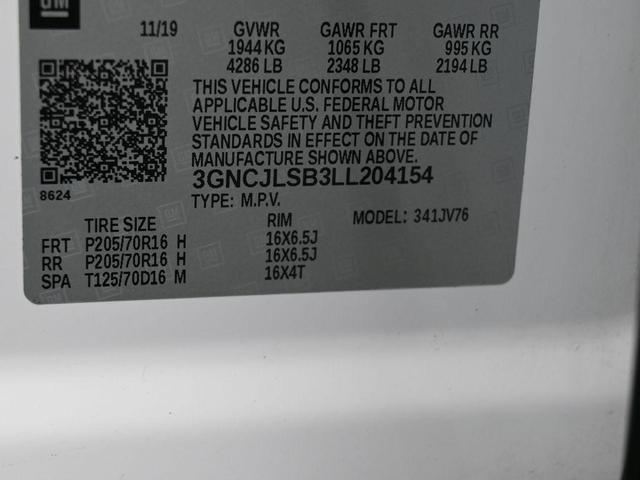 GM
11/19 GVWR GAWR FRT GAWR RR
1944 KG 1065 KG 995 KG
4286 LB 2348 LB 2194 LB
THIS VEHICLE CONFORMS TO ALL
APPLICABLE U.S. FEDERAL MOTOR
VEHICLE SAFETY AND THEFT PREVENTION
STANDARDS IN EFFECT ON THE DATE OF
MANUFACTURE SHOWN ABOVE.
8624
3GNCJLSB3LL204154
TYPE: M.P.V. MODEL: 341JV76
TIRE SIZE RIM
FRT P205/70R16 H 16X6.5J
RR P205/70R16 H 16X6.5J
SPA T125/70D16 M 16X4T